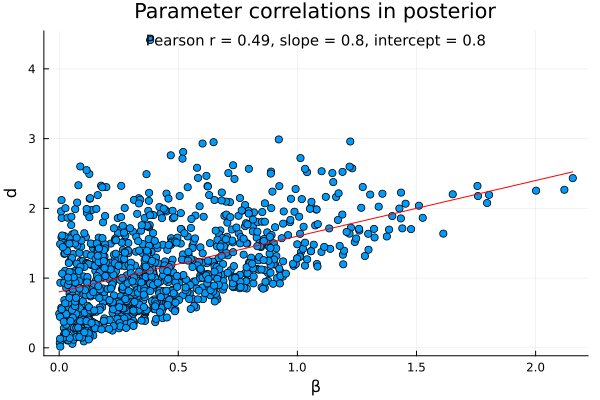 Parameter correlations in posterior
Pearson r = 0.49, slope = 0.8, intercept = 0.8
4
3
2
1
0
d
0.0 0.5 1.0 1.5 2.0
β